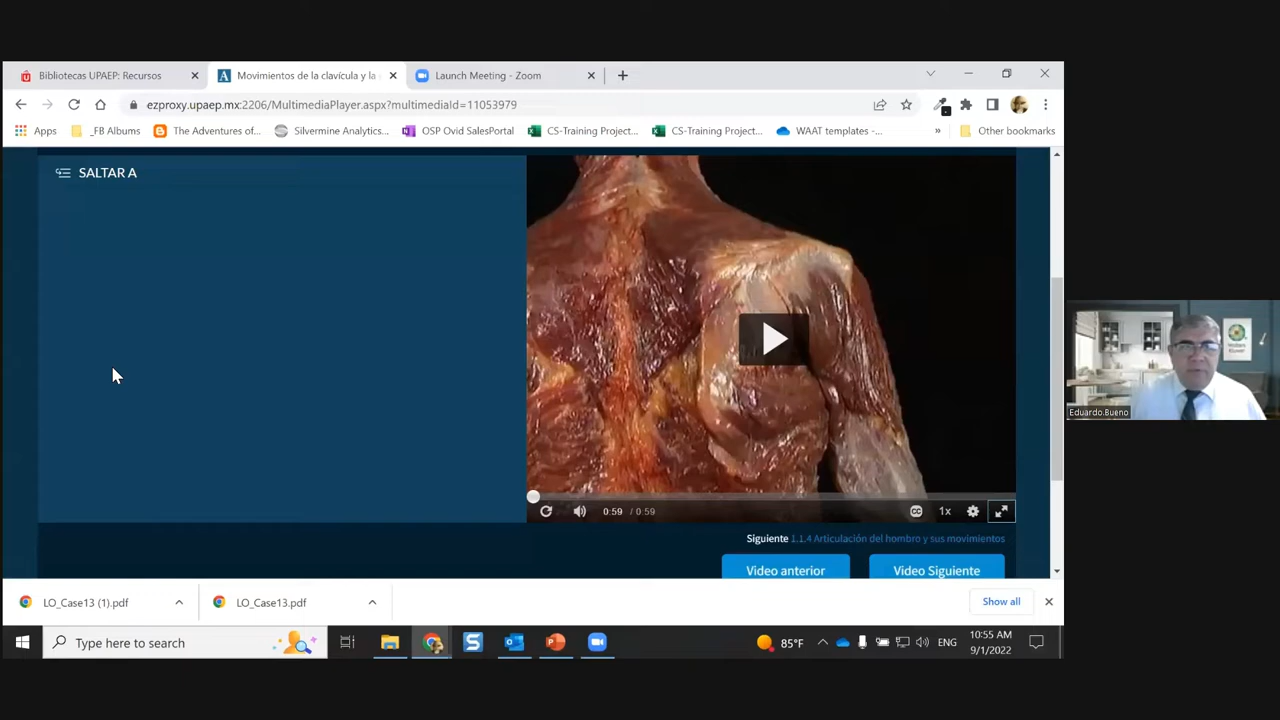 Bibliotecas UPAEP: Recursos
Movimientos de la clavícula y la
Launch Meeting - Zoom
ezproxy.upaep.mx:2206/MultimediaPlayer.aspx?multimediaId=11053979
Apps
_FB Albums
The Adventures of...
Silvermine Analytics...
OSP Ovid SalesPortal
CS-Training Project...
CS-Training Project...
WAAT templates -...
»
Other bookmarks
SALTAR A
0:59 / 0:59
CC
1x
Siguiente 1.1.4 Articulación del hombro y sus movimientos
Video anterior
Video Siguiente
Eduardo.Bueno
Wolters Kluwer
LO_Case13 (1).pdf
LO_Case13.pdf
Show all
Type here to search
85°F
ENG
10:55 AM
9/1/2022